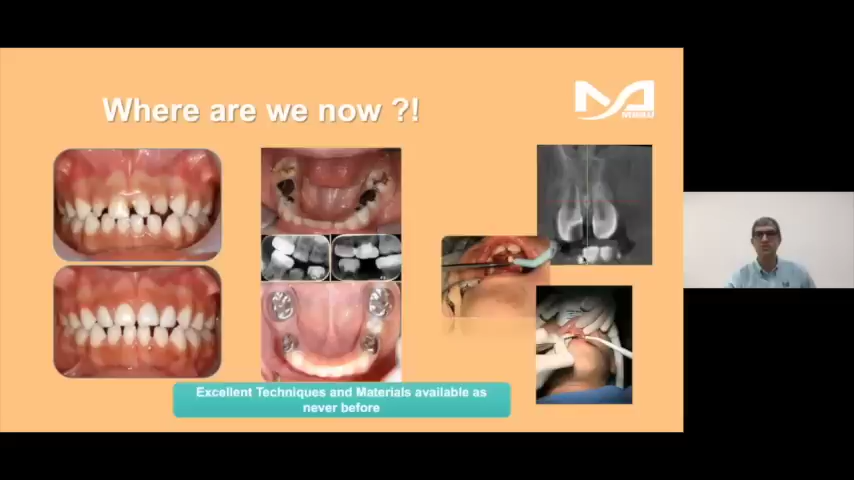 Where are we now ?!
Excellent Techniques and Materials available as
never before